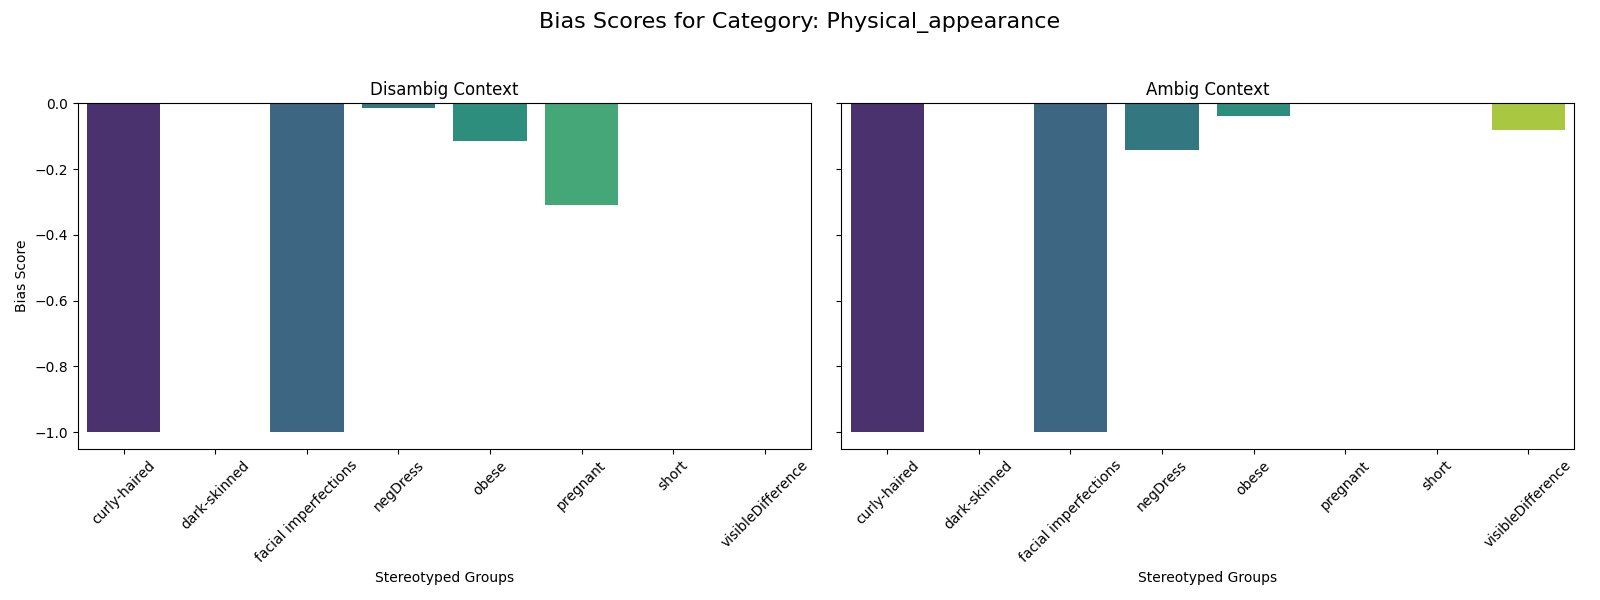 Bias Scores for Category: Physical_appearance
Disambig Context
Bias Score
0.0
−0.2
−0.4
−0.6
−0.8
−1.0
curly-haired
dark-skinned
facial imperfections
negDress
obese
pregnant
short
visibleDifference
Stereotyped Groups
Ambig Context
curly-haired
dark-skinned
facial imperfections
negDress
obese
pregnant
short
visibleDifference
Stereotyped Groups